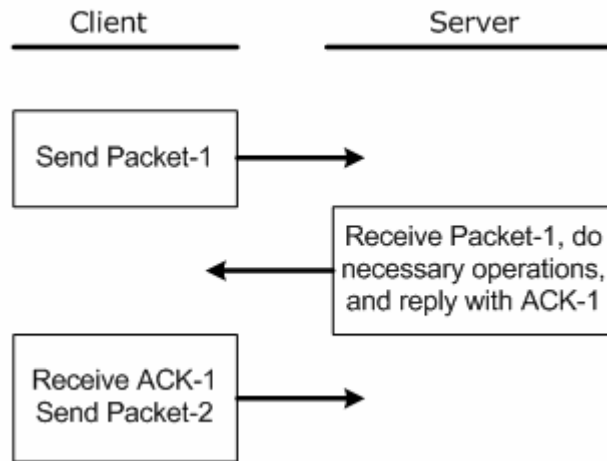 Client
Server
Send Packet-1
Receive Packet-1, do
necessary operations,
and reply with ACK-1
Receive ACK-1
Send Packet-2